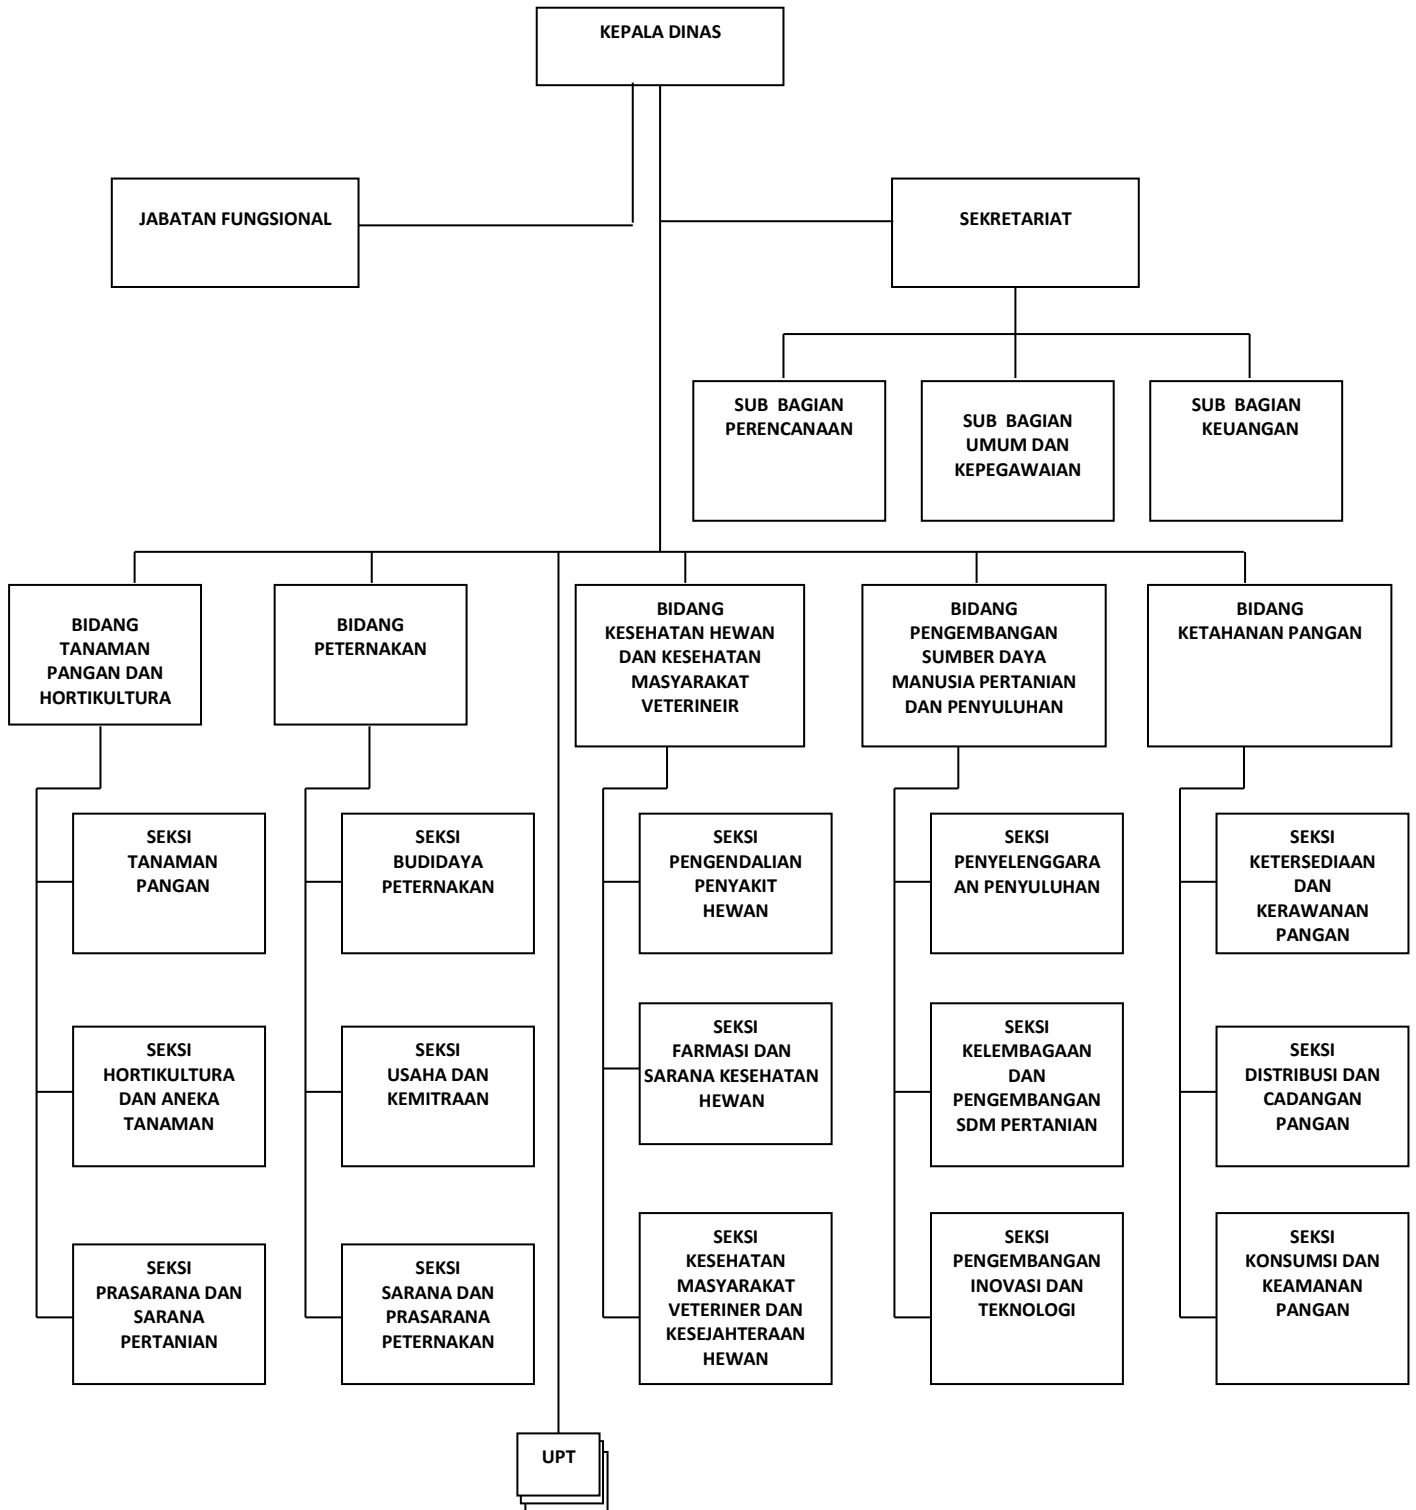 KEPALA DINAS
JABATAN FUNGSIONAL
SEKRETARIAT
SUB BAGIAN
PERENCANAAN
SUB BAGIAN
UMUM DAN
KEPEGAWAIAN
SUB BAGIAN
KEUANGAN
BIDANG
TANAMAN
PANGAN DAN
HORTIKULTURA
BIDANG
PETERNAKAN
BIDANG
KESEHATAN HEWAN
DAN KESEHATAN
MASYARAKAT
VETERINEIR
BIDANG
PENGEMBANGAN
SUMBER DAYA
MANUSIA PERTANIAN
DAN PENYULUHAN
BIDANG
KETAHANAN PANGAN
SEKSI
TANAMAN
PANGAN
SEKSI
BUDIDAYA
PETERNAKAN
SEKSI
PENGENDALIAN
PENYAKIT
HEWAN
SEKSI
PENYELENGGARA
AN PENYULUHAN
SEKSI
KETERSEDIAAN
DAN
KERAWANAN
PANGAN
SEKSI
HORTIKULTURA
DAN ANEKA
TANAMAN
SEKSI
USAHA DAN
KEMITRAAN
SEKSI
FARMASI DAN
SARANA KESEHATAN
HEWAN
SEKSI
KELEMBAGAAN
DAN
PENGEMBANGAN
SDM PERTANIAN
SEKSI
DISTRIBUSI DAN
CADANGAN
PANGAN
SEKSI
PRASARANA DAN
SARANA
PERTANIAN
SEKSI
SARANA DAN
PRASARANA
PETERNAKAN
SEKSI
KESEHATAN
MASYARAKAT
VETERINER DAN
KESEJAHTERAAN
HEWAN
SEKSI
PENGEMBANGAN
INOVASI DAN
TEKNOLOGI
SEKSI
KONSUMSI DAN
KEAMANAN
PANGAN
UPT